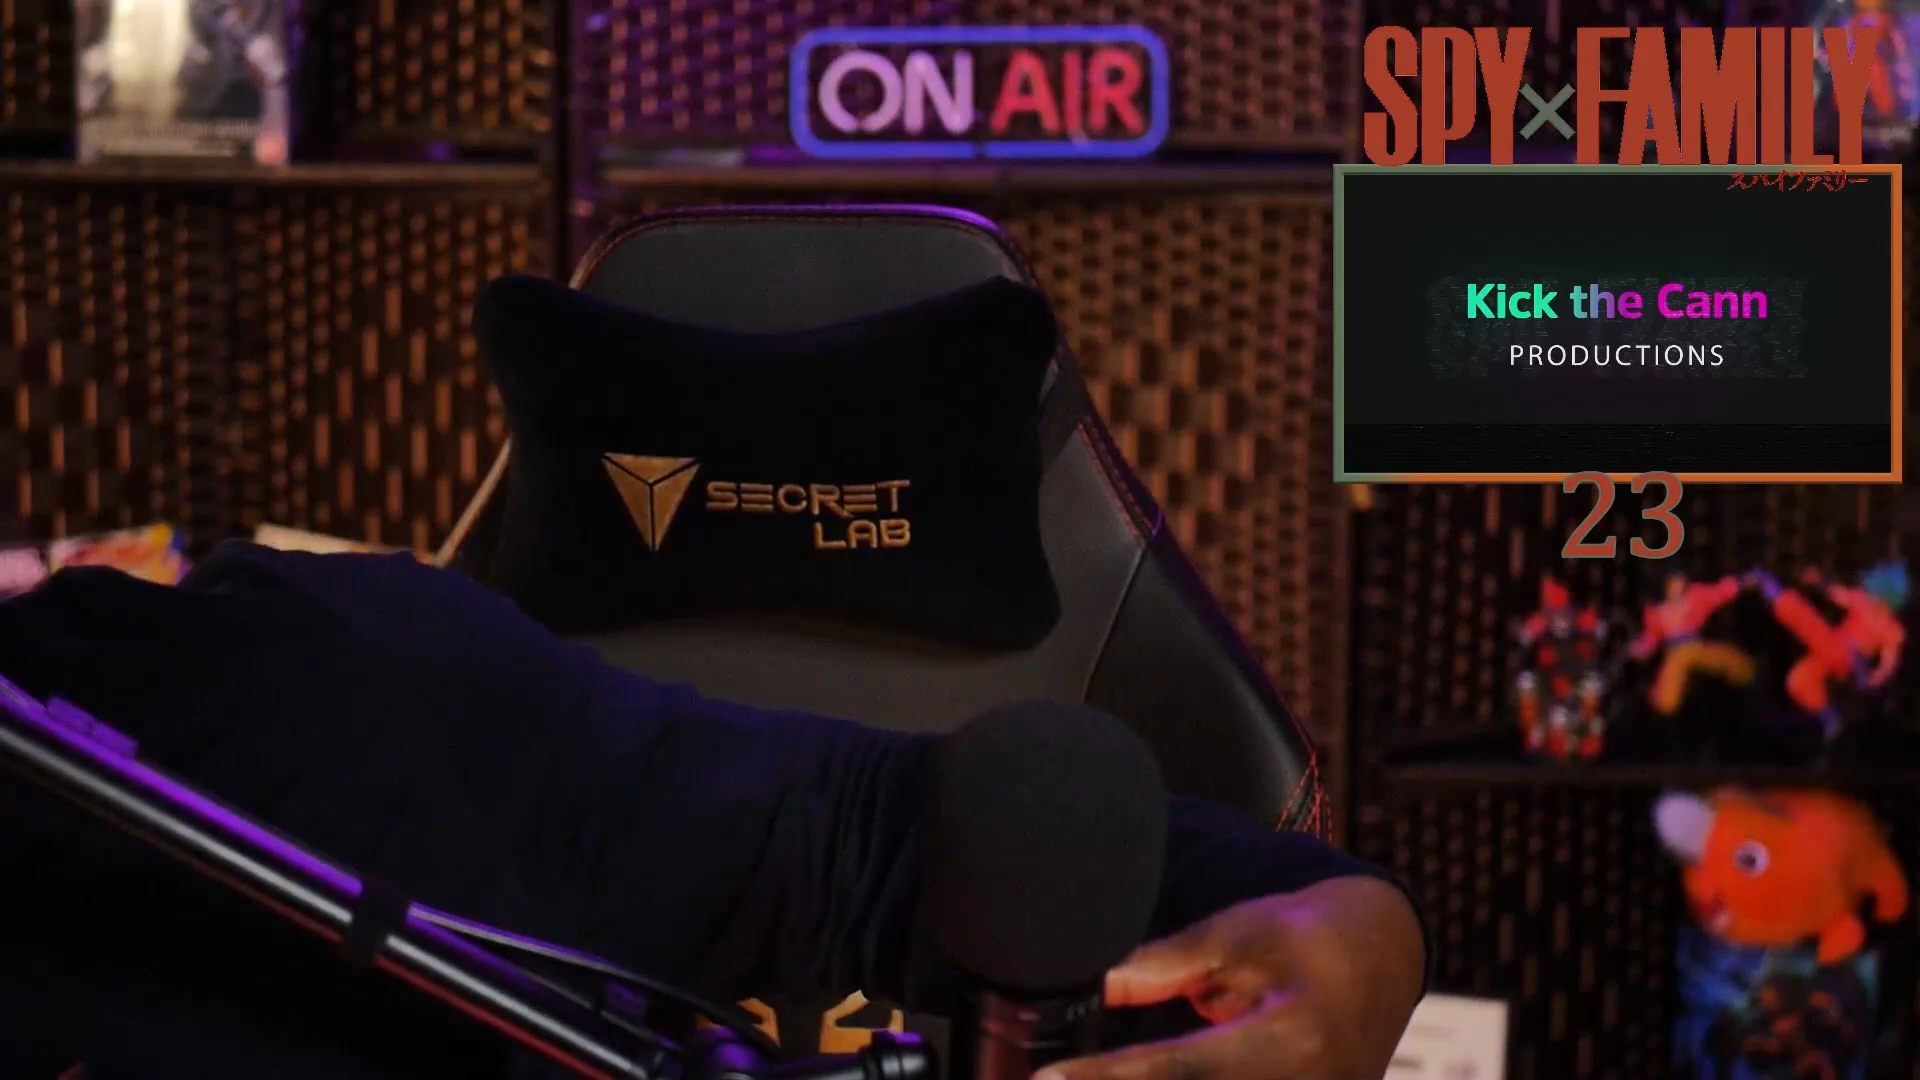 ON AIR
SPY×FAMILY
スパイファミリー
Kick the Cann
PRODUCTIONS
23
SECRET
LAB